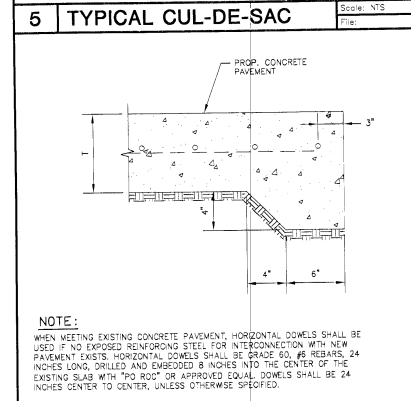 5 TYPICAL CUL-DE-SAC
Scale: NTS
File:
PROP. CONCRETE
PAVEMENT
3"
T
4"
4"
6"
NOTE:
WHEN MEETING EXISTING CONCRETE PAVEMENT, HORIZONTAL DOWELS SHALL BE
USED IF NO EXPOSED REINFORCING STEEL FOR INTERCONNECTION WITH NEW
PAVEMENT EXISTS. HORIZONTAL DOWELS SHALL BE GRADE 60, #6 REBARS, 24
INCHES LONG, DRILLED AND EMBEDDED 8 INCHES INTO THE CENTER OF THE
EXISTING SLAB WITH "PO ROC" OR APPROVED EQUAL. DOWELS SHALL BE 24
INCHES CENTER TO CENTER, UNLESS OTHERWISE SPECIFIED.